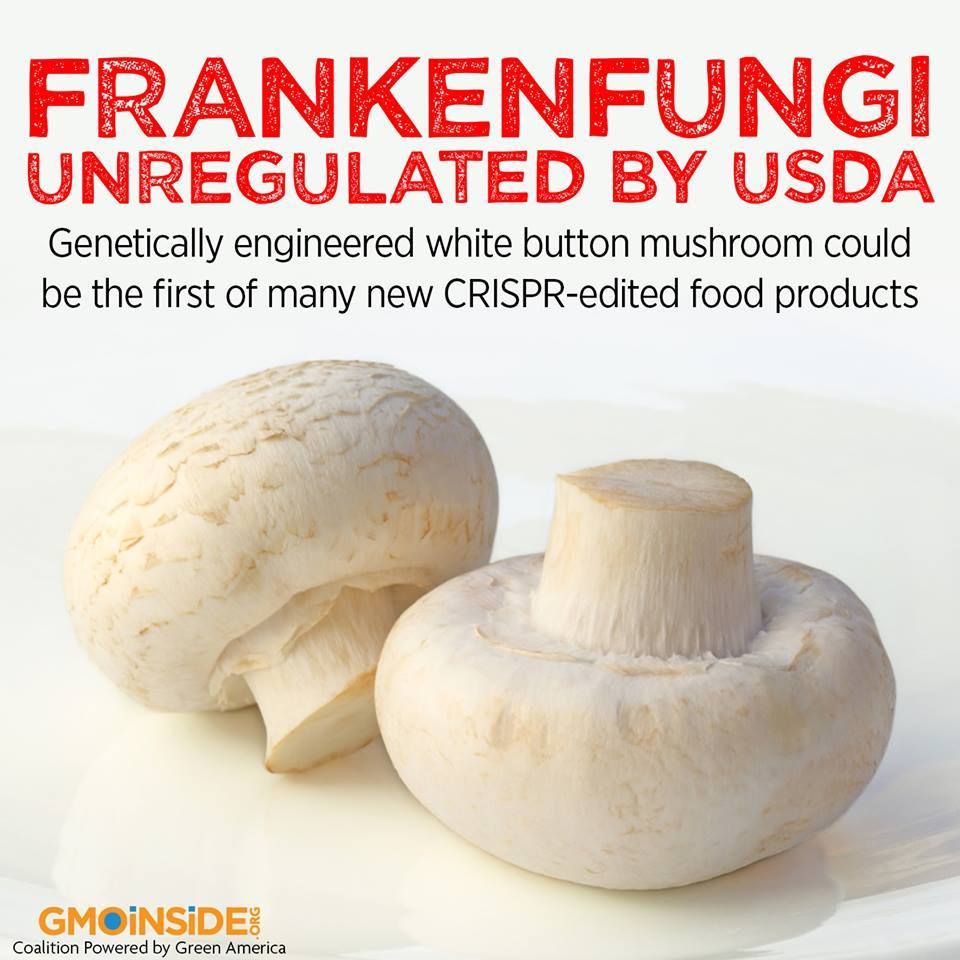 FRANKENFUNGI
UNREGULATED BY USDA
Genetically engineered white button mushroom could
be the first of many new CRISPR-edited food products
GMOiNSiDE.ORG
Coalition Powered by Green America